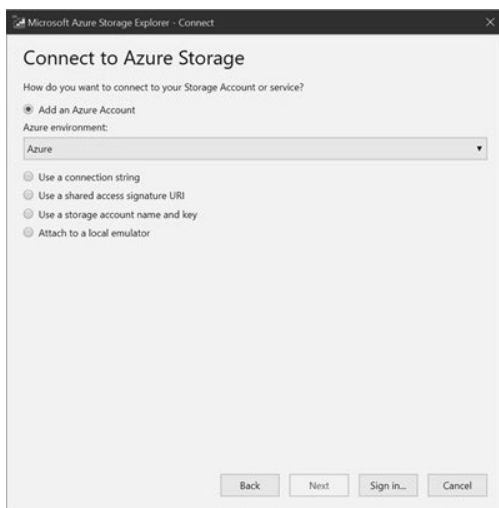 Microsoft Azure Storage Explorer - Connect
Connect to Azure Storage
How do you want to connect to your Storage Account or service?
Add an Azure Account
Azure environment:
Azure
Use a connection string
Use a shared access signature URI
Use a storage account name and key
Attach to a local emulator
Back Next Sign in... Cancel